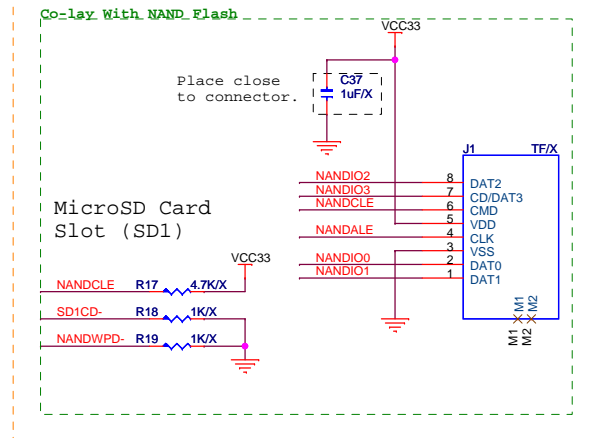 Co-lay With NAND Flash
VCC33
Place close
to connector.
C37
1uF/X
J1 TF/X
NANDIO2 8 DAT2
NANDIO3 7 CD/DAT3
NANDCLE 6 CMD
5 VDD
NANDALE 4 CLK
3 VSS
NANDIO0 2 DAT0
NANDIO1 1 DAT1
M1 M2
M1 M2
MicroSD Card
Slot (SD1)
VCC33
NANDCLE R17 4.7K/X
SD1CD- R18 1K/X
NANDWPD- R19 1K/X